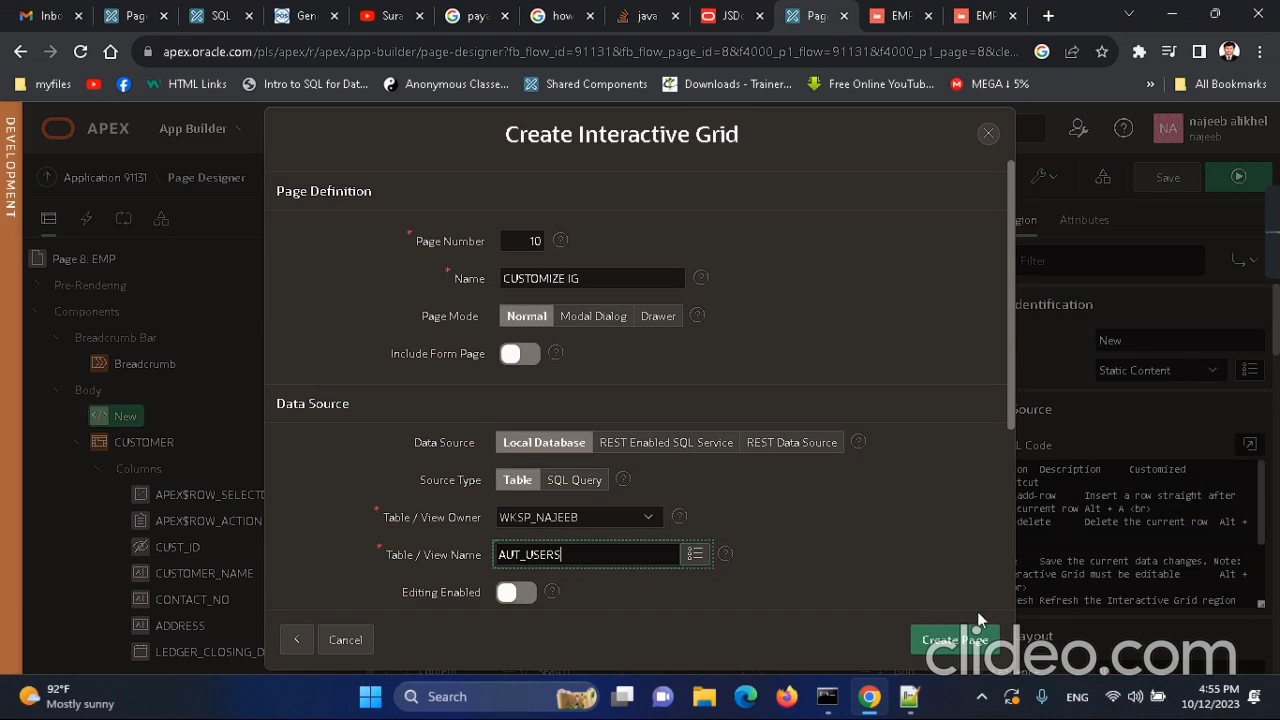 Inbo
Page
SQL
Gene
Sura
paya
how
java
JSDo
Page
EMP
EMP
apex.oracle.com/pls/apex/r/apex/app-builder/page-designer?fb_flow_id=91131&fb_flow_page_id=8&f4000_p1_flow=91131&f4000_p1_page=8&cle...
myfiles
HTML Links
Intro to SQL for Dat...
Anonymous Classe...
Shared Components
Downloads - Trainer...
Free Online YouTub...
MEGA↓5%
»
All Bookmarks
DEVELOPMENT
APEX
App Builder
NA
najeeb alikhel
najeeb
Application 91131
Page Designer
Save
Page 8: EMP
Pre-Rendering
Components
Breadcrumb Bar
Breadcrumb
Body
New
CUSTOMER
Columns
APEX$ROW_SELECTO
APEX$ROW_ACTION
CUST_ID
CUSTOMER_NAME
CONTACT_NO
ADDRESS
LEDGER_CLOSING_D
Create Interactive Grid
Page Definition
* Page Number 10
* Name CUSTOMIZE IG
Page Mode Normal Modal Dialog Drawer
Include Form Page
Data Source
Data Source Local Database REST Enabled SQL Service REST Data Source
Source Type Table SQL Query
* Table / View Owner WKSP_NAJEEB
* Table / View Name AUT_USERS
Editing Enabled
< Cancel Create Page
gion
Attributes
Filter
dentification
New
Static Content
ource
L Code
on Description Customized
cut
add-row Insert a row straight after
current row Alt + A <br>
delete Delete the current row Alt +
Save the current data changes. Note:
eractive Grid must be editable Alt +
resh Refresh the Interactive Grid region
ayout
clideo.com
92°F
Mostly sunny
Search
ENG
4:55 PM
10/12/2023